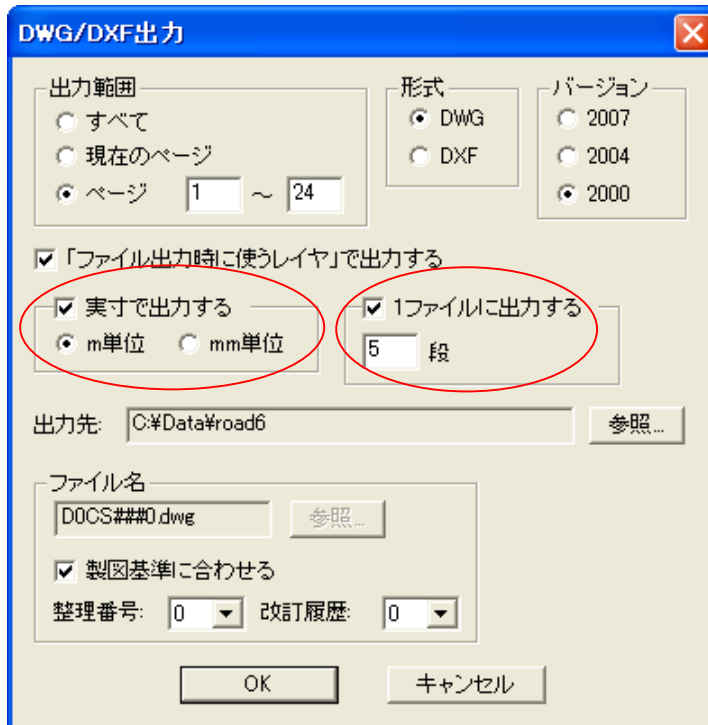 DWG/DXF出力
出力範囲
すべて
現在のページ
ページ 1 ～ 24
形式
DWG
DXF
バージョン
2007
2004
2000
「ファイル出力時に使うレイヤ」で出力する
実寸で出力する
m単位 mm単位
1ファイルに出力する
5 段
出力先: C:¥Data¥road6 参照...
ファイル名
D0CS###0.dwg 参照...
製図基準に合わせる
整理番号: 0 改訂履歴: 0
OK キャンセル